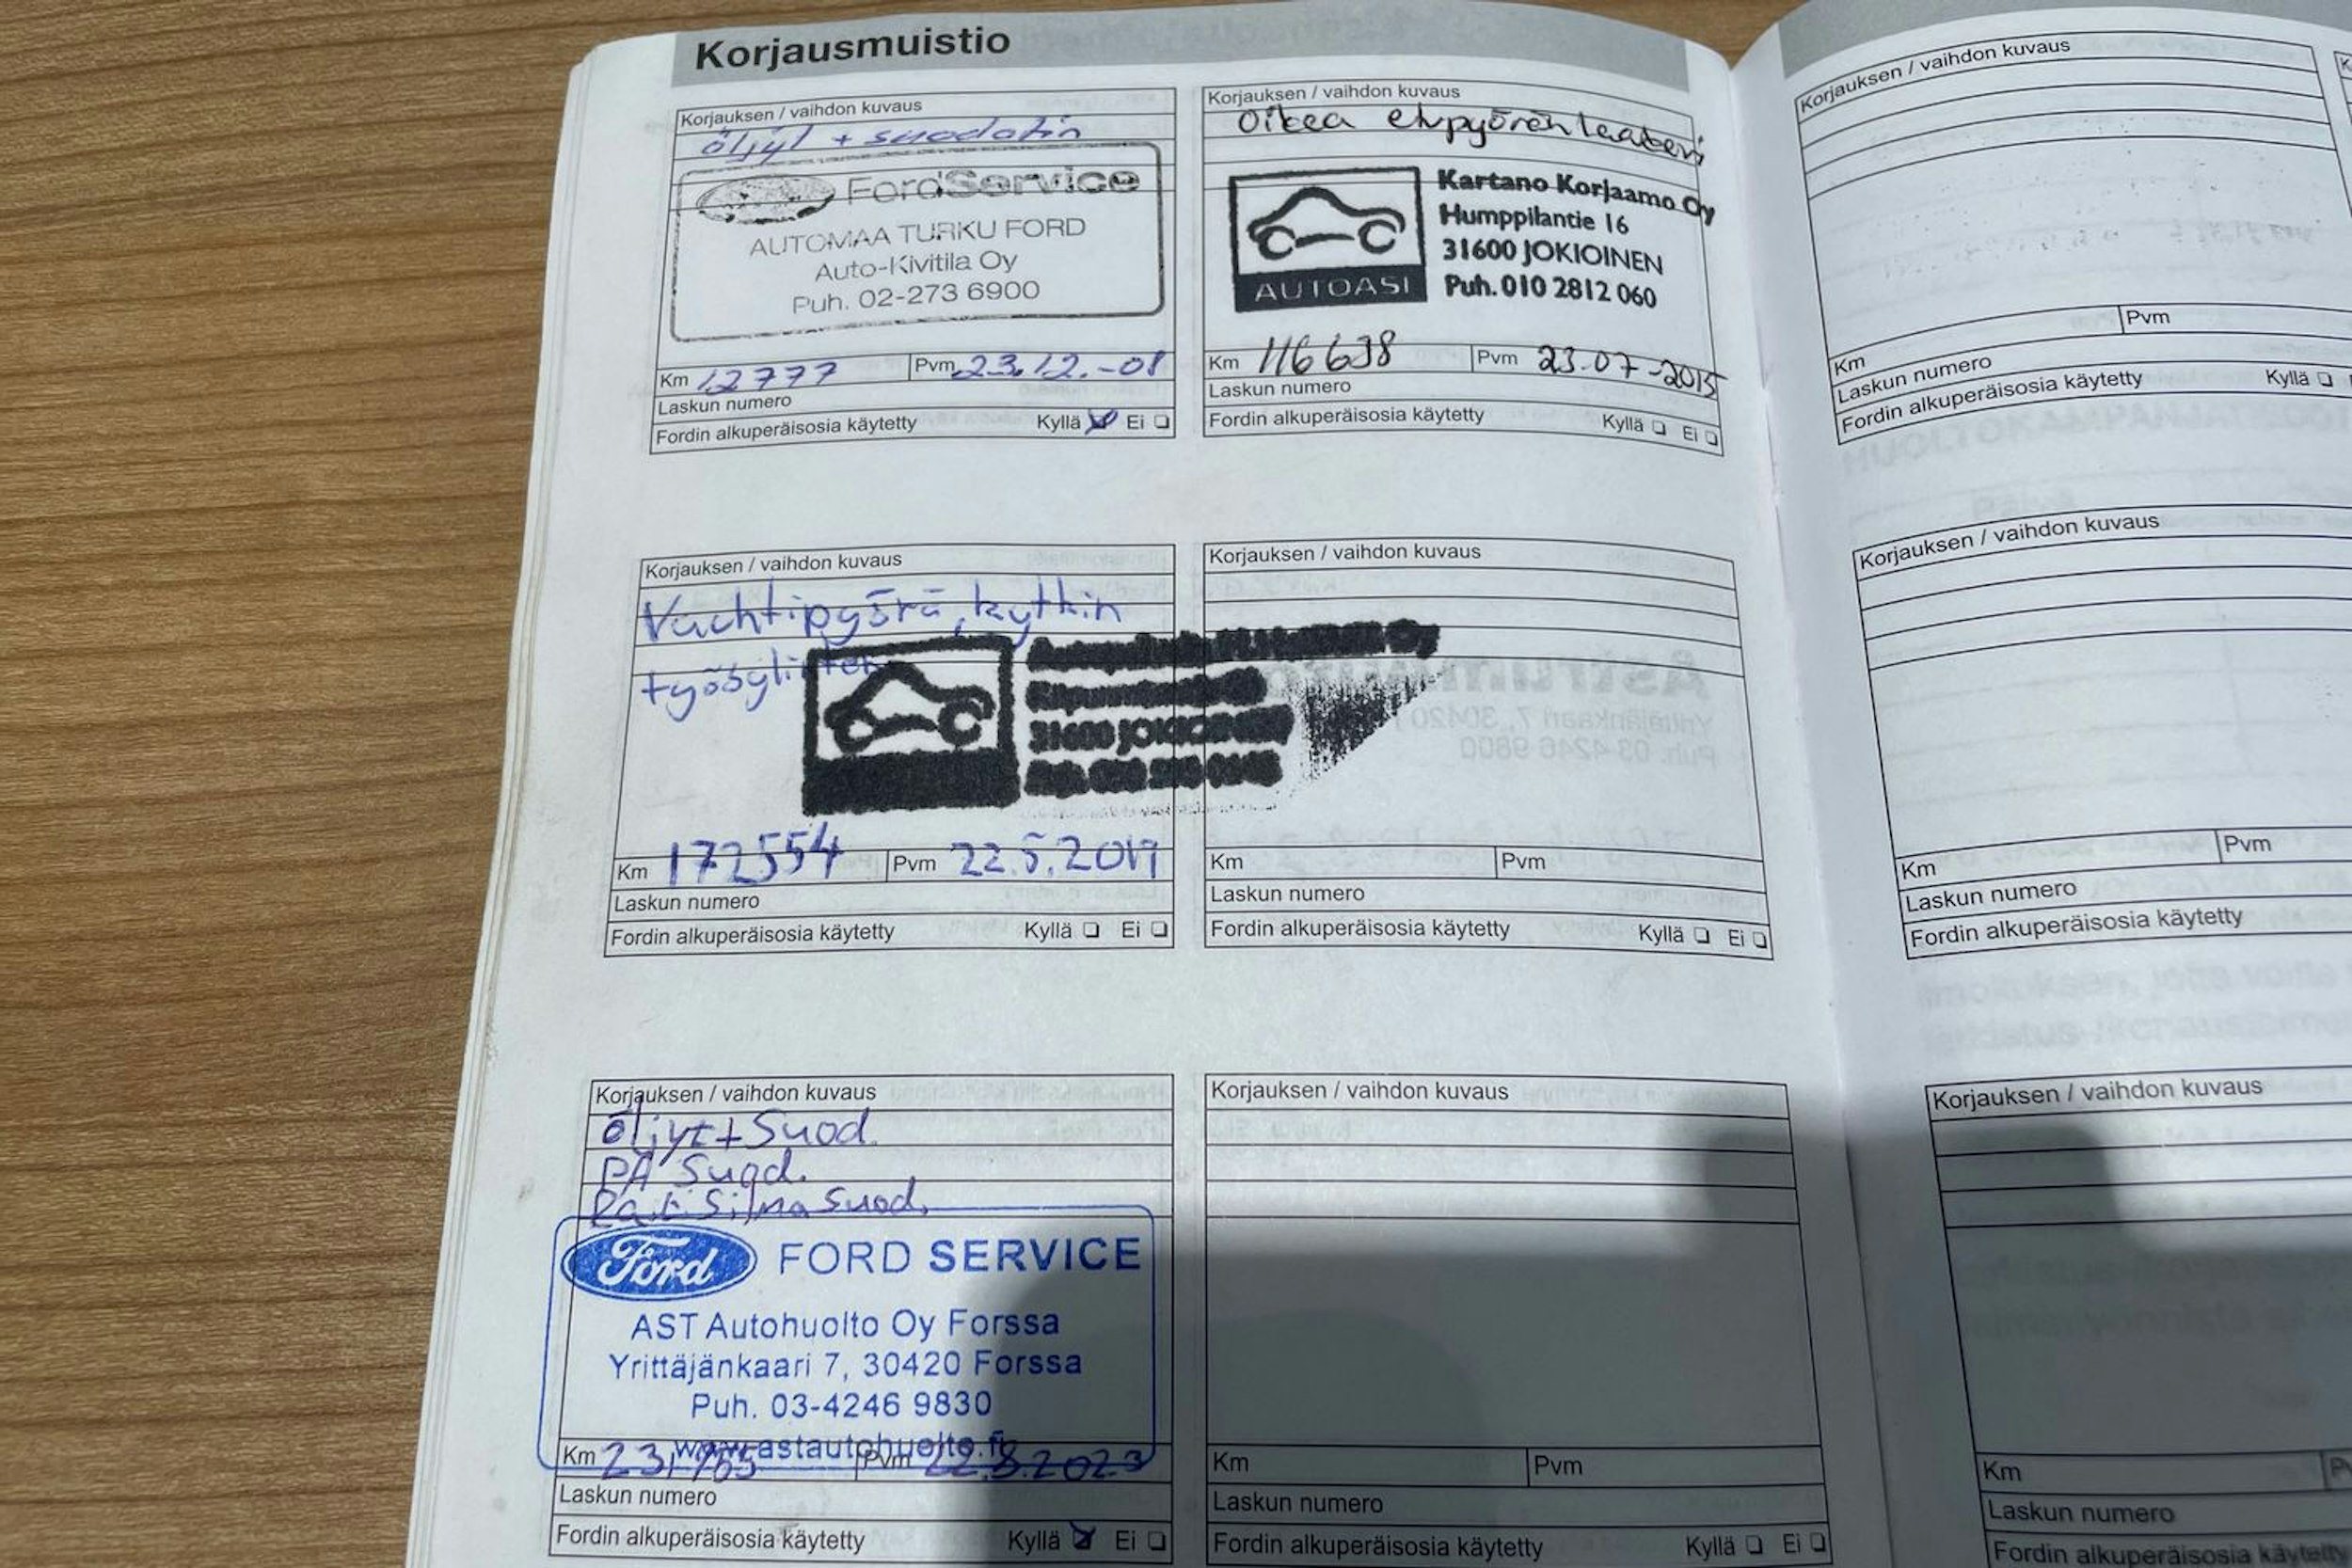 Korjausmuistio
Korjauksen / vaihdon kuvaus
öljyt + suodatin
FordService
AUTOMAA TURKU FORD
Auto-Kivitila Oy
Puh. 02-273 6900
Km 12777 Pvm 23.12.-08
Laskun numero
Fordin alkuperäisosia käytetty Kyllä Ei
Korjauksen / vaihdon kuvaus
Oikea etupyörän laakeri
AUTOASI
Kartano Korjaamo Oy
Humppilantie 16
31600 JOKIOINEN
Puh. 010 2812 060
Km 116638 Pvm 23.07-2015
Laskun numero
Fordin alkuperäisosia käytetty Kyllä Ei
Korjauksen / vaihdon kuvaus
Vauhtipyörä, kytkin
työsylinteri
Oy
31600 JOKIOINEN
Km 172554 Pvm 22.5.2019
Laskun numero
Fordin alkuperäisosia käytetty Kyllä Ei
Korjauksen / vaihdon kuvaus
Km Pvm
Laskun numero
Fordin alkuperäisosia käytetty Kyllä Ei
Korjauksen / vaihdon kuvaus
Öljyt + Suod.
PA Suod.
Rait.Silma Suod.
Ford FORD SERVICE
AST Autohuolto Oy Forssa
Yrittäjänkaari 7, 30420 Forssa
Puh. 03-4246 9830
www.astautohuolto.fi
Km Pvm 22.8.2023
Laskun numero
Fordin alkuperäisosia käytetty Kyllä Ei
Korjauksen / vaihdon kuvaus
Km Pvm
Laskun numero
Fordin alkuperäisosia käytetty Kyllä Ei
Korjauksen / vaihdon kuvaus
Km Pvm
Laskun numero
Fordin alkuperäisosia käytetty Kyllä
Korjauksen / vaihdon kuvaus
Km Pvm
Laskun numero
Fordin alkuperäisosia käytetty
Korjauksen / vaihdon kuvaus
Km
Laskun numero
Fordin alkuperäisosia käytetty